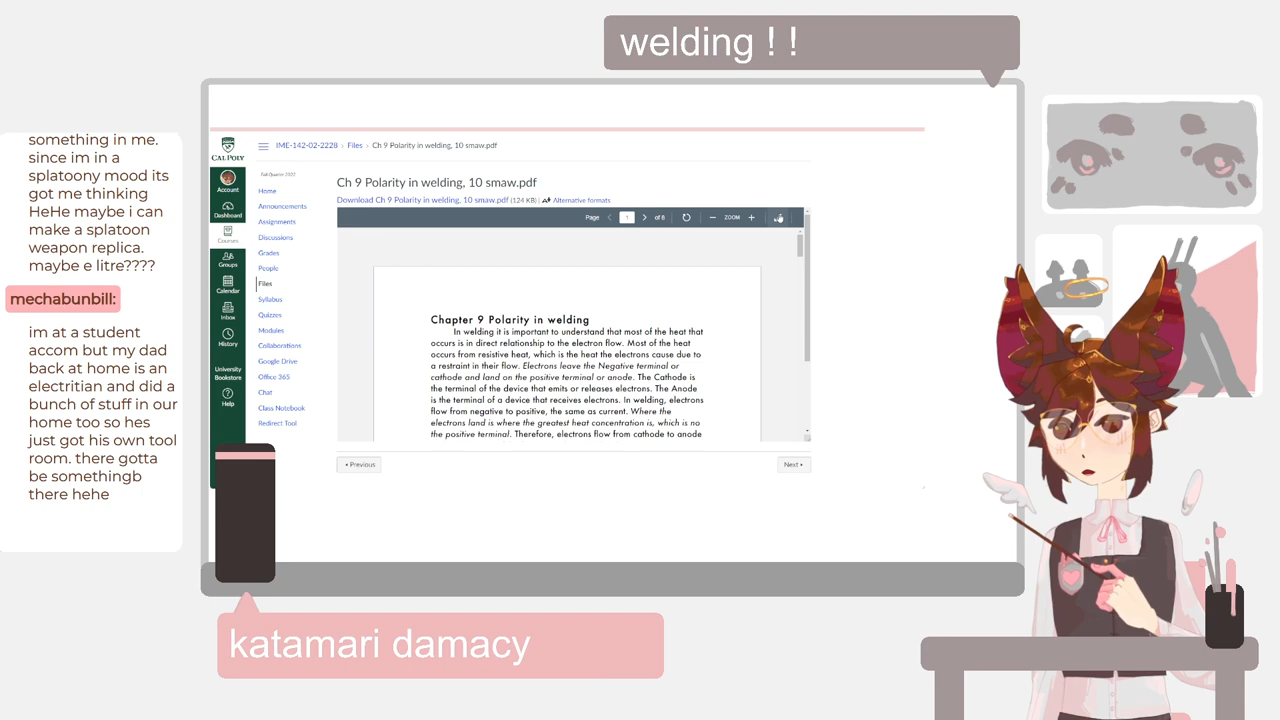 welding ! !
something in me.
since im in a
splatoony mood its
got me thinking
HeHe maybe i can
make a splatoon
weapon replica.
maybe e litre????
mechabunbill:
im at a student
accom but my dad
back at home is an
electritian and did a
bunch of stuff in our
home too so hes
just got his own tool
room. there gotta
be somethingb
there hehe
CAL POLY
Account
Dashboard
Courses
Groups
Calendar
Inbox
History
University
Bookstore
Help
IME-142-02-2228 › Files › Ch 9 Polarity in welding, 10 smaw.pdf
Fall Quarter 2022
Home
Announcements
Assignments
Discussions
Grades
People
Files
Syllabus
Quizzes
Modules
Collaborations
Google Drive
Office 365
Chat
Class Notebook
Redirect Tool
Ch 9 Polarity in welding, 10 smaw.pdf
Download Ch 9 Polarity in welding, 10 smaw.pdf (124 KB) | Alternative formats
Page 1 of 8 ZOOM
Chapter 9 Polarity in welding
In welding it is important to understand that most of the heat that
occurs is in direct relationship to the electron flow. Most of the heat
occurs from resistive heat, which is the heat the electrons cause due to
a restraint in their flow. Electrons leave the Negative terminal or
cathode and land on the positive terminal or anode. The Cathode is
the terminal of the device that emits or releases electrons. The Anode
is the terminal of a device that receives electrons. In welding, electrons
flow from negative to positive, the same as current. Where the
electrons land is where the greatest heat concentration is, which is no
the positive terminal. Therefore, electrons flow from cathode to anode
◂ Previous
Next ▸
katamari damacy